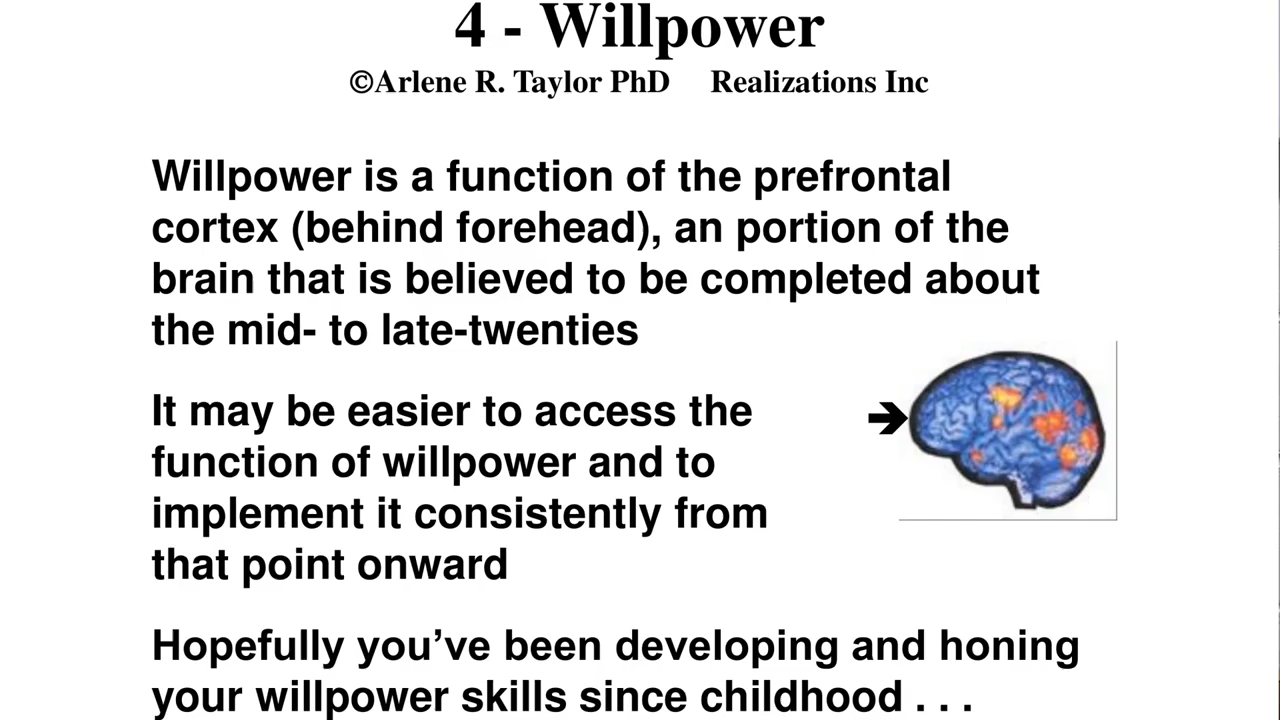 4 - Willpower
©Arlene R. Taylor PhD Realizations Inc
Willpower is a function of the prefrontal
cortex (behind forehead), an portion of the
brain that is believed to be completed about
the mid- to late-twenties
It may be easier to access the
function of willpower and to
implement it consistently from
that point onward
Hopefully you’ve been developing and honing
your willpower skills since childhood . . .